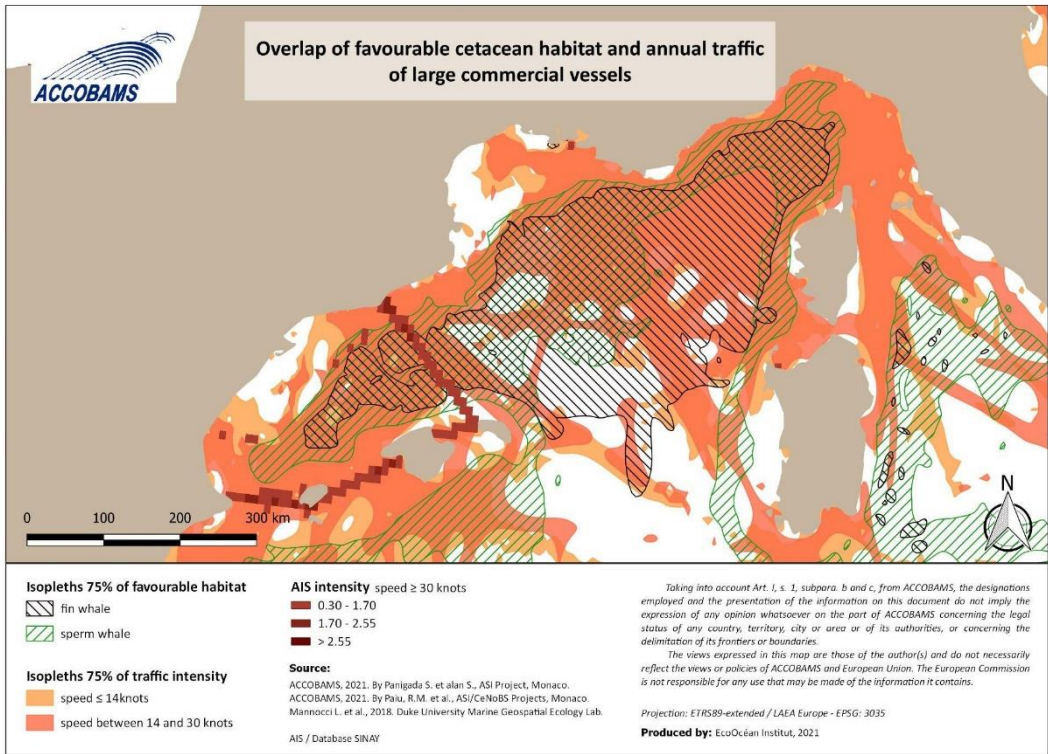 ACCOBAMS
Overlap of favourable cetacean habitat and annual traffic
of large commercial vessels
N
0 100 200 300 km
Isopleths 75% of favourable habitat
fin whale
sperm whale
Isopleths 75% of traffic intensity
speed ≤ 14knots
speed between 14 and 30 knots
AIS intensity speed ≥ 30 knots
0.30 - 1.70
1.70 - 2.55
> 2.55
Source:
ACCOBAMS, 2021. By Panigada S. et alan S., ASI Project, Monaco.
ACCOBAMS, 2021. By Paiu, R.M. et al., ASI/CeNoBS Projects, Monaco.
Mannocci L. et al., 2018. Duke University Marine Geospatial Ecology Lab.
AIS / Database SINAY
Taking into account Art. I, s. 1, subpara. b and c, from ACCOBAMS, the designations
employed and the presentation of the information on this document do not imply the
expression of any opinion whatsoever on the part of ACCOBAMS concerning the legal
status of any country, territory, city or area or of its authorities, or concerning the
delimitation of its frontiers or boundaries.
The views expressed in this map are those of the author(s) and do not necessarily
reflect the views or policies of ACCOBAMS and European Union. The European Commission
is not responsible for any use that may be made of the information it contains.
Projection: ETRS89-extended / LAEA Europe - EPSG: 3035
Produced by: EcoOcéan Institut, 2021